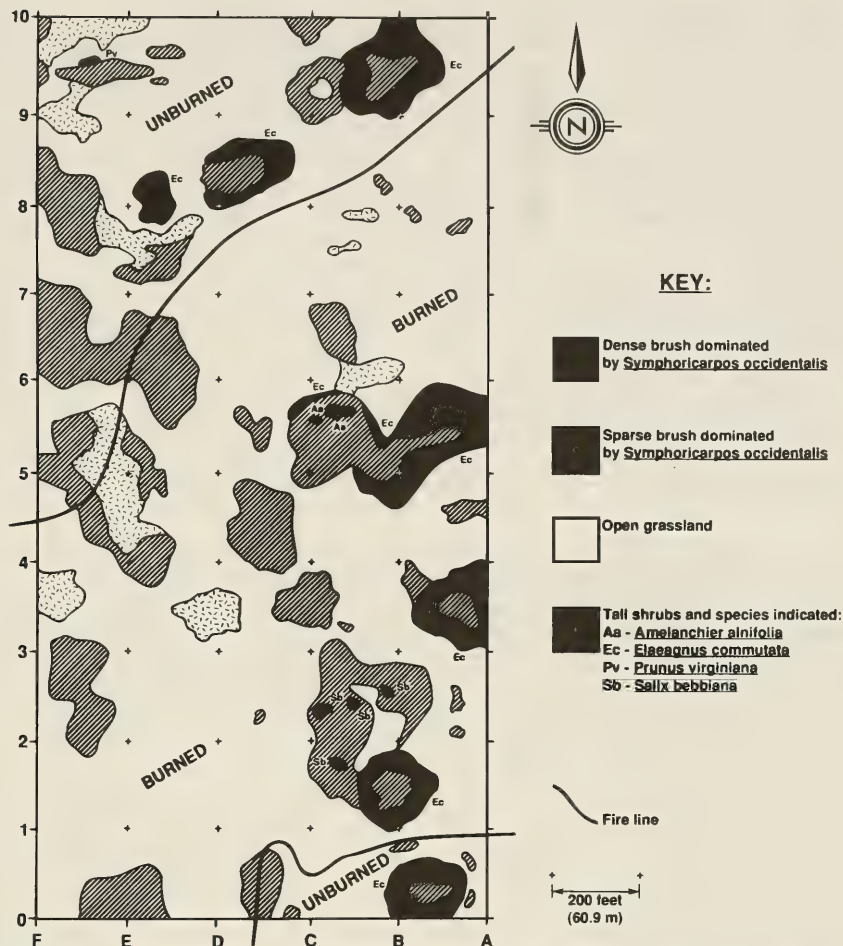 10
9
8
7
6
5
4
3
2
1
0
F E D C B A
Pv
UNBURNED
Ec
Ec
Ec
BURNED
Ec
Aa
Aa
Ec
Ec
Ec
Sb
Sb
Sb
Sb
BURNED
Ec
UNBURNED
Ec
N
KEY:
Dense brush dominated
by Symphoricarpos occidentalis
Sparse brush dominated
by Symphoricarpos occidentalis
Open grassland
Tall shrubs and species indicated:
Aa - Amelanchier alnifolia
Ec - Elaeagnus commutata
Pv - Prunus virginiana
Sb - Salix bebbiana
Fire line
200 feet
(60.9 m)